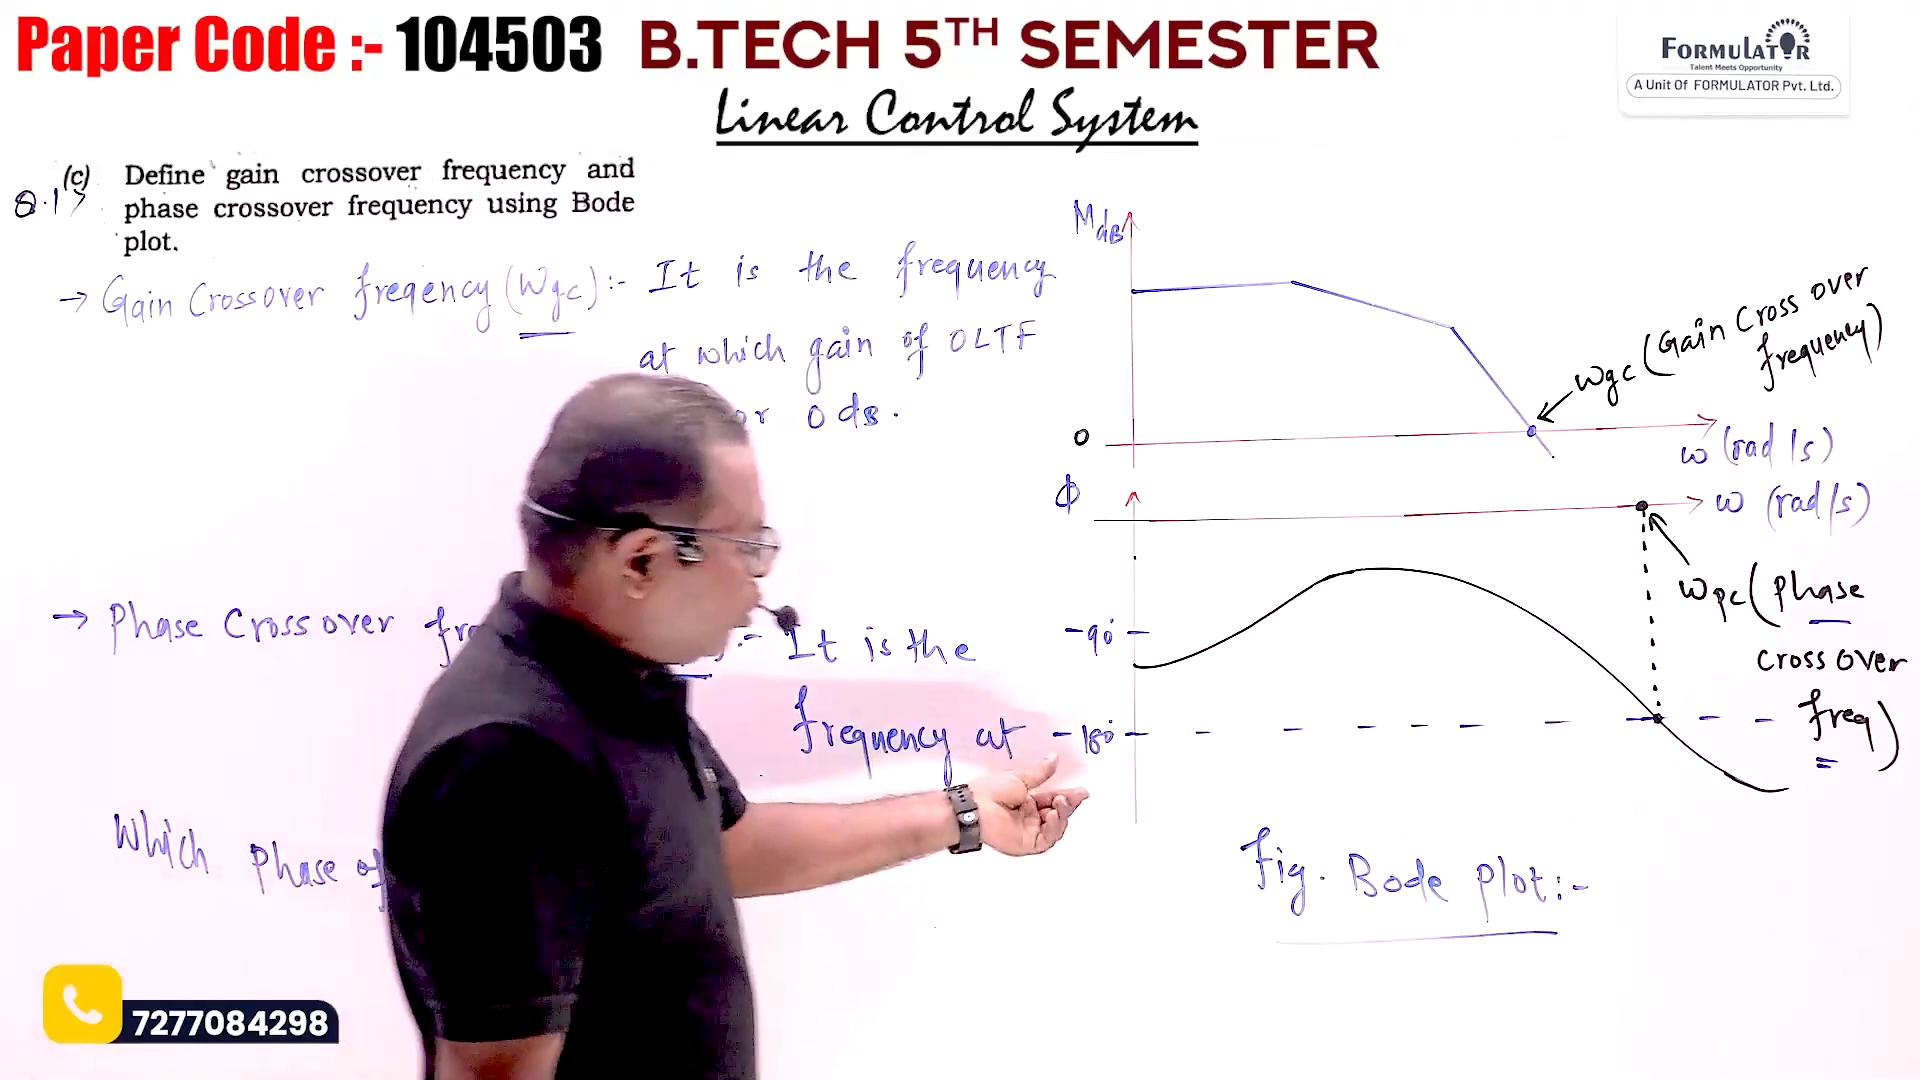 Paper Code :- 104503 B.TECH 5TH SEMESTER
FORMULATOR
Talent Meets Opportunity
A Unit Of FORMULATOR Pvt. Ltd.
Linear Control System
Q.1> (c) Define gain crossover frequency and
phase crossover frequency using Bode
plot.
→ Gain Crossover freqency (Wgc) :- It is the frequency
at which gain of OLTF
or 0 dB.
→ Phase Crossover :- It is the
frequency at
Which Phase of
MdB
wgc (Gain Cross over
frequency)
0
ω (rad/s)
ϕ
ω (rad/s)
wpc (Phase
Cross over
freq)
-90°
-180°
Fig. Bode plot:-
7277084298